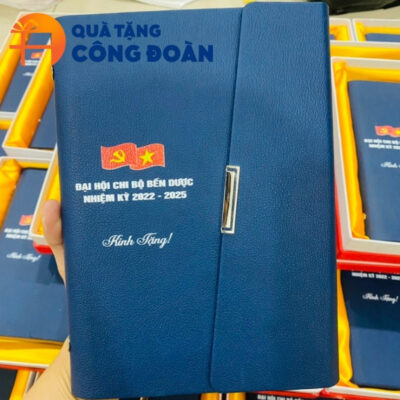 QUÀ TẶNG
CÔNG ĐOÀN
ĐẠI HỘI CHI BỘ BẾN DƯỢC
NHIỆM KỲ 2022 - 2025
Kính Tặng!